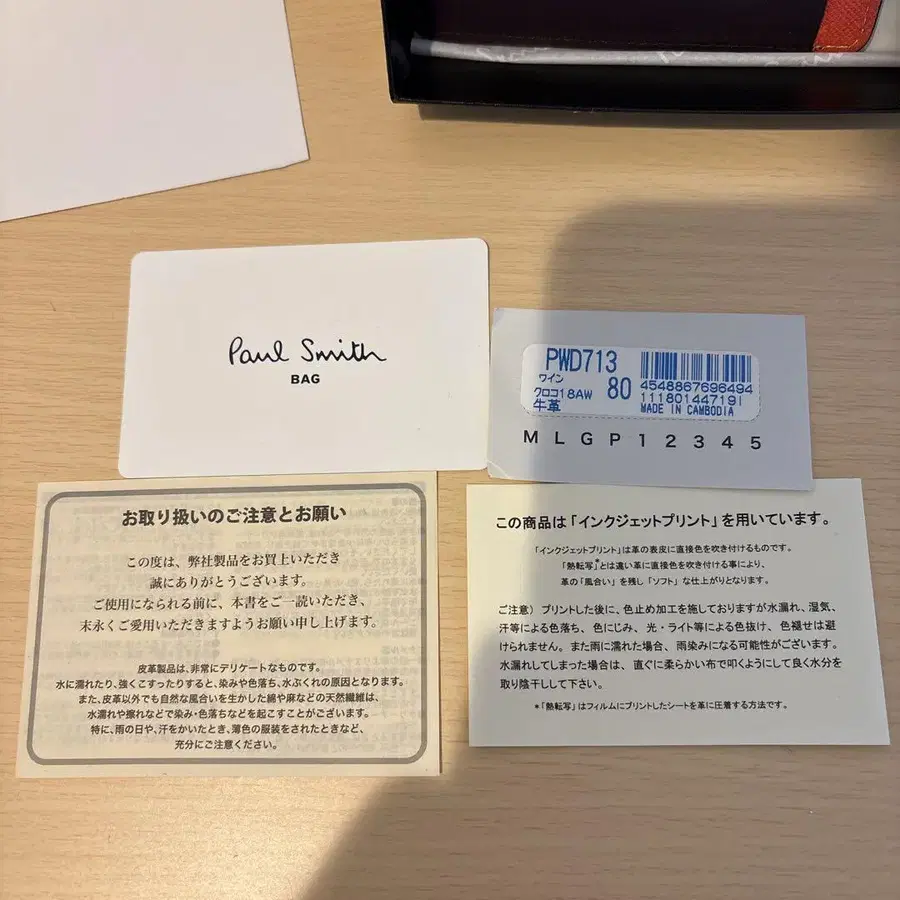 Paul Smith
BAG
PWD713
ワイン
クロコ18AW 80
牛革
4548867696494
111801447191
MADE IN CAMBODIA
M L G P 1 2 3 4 5
お取り扱いのご注意とお願い
この度は、弊社製品をお買上いただき
誠にありがとうございます。
ご使用になられる前に、本書をご一読いただき、
末永くご愛用いただきますようお願い申し上げます。
皮革製品は、非常にデリケートなものです。
水に濡れたり、強くこすったりすると、染みや色落ち、水ぶくれの原因となります。
また、皮革以外でも自然な風合いを生かした綿や麻などの天然繊維は、
水濡れや擦れなどで染み・色落ちなどを起こすことがございます。
特に、雨の日や、汗をかいたとき、薄色の服装をされたときなど、
充分にご注意ください。
この商品は「インクジェットプリント」を用いています。
「インクジェットプリント」は革の表皮に直接色を吹き付けるものです。
「熱転写」*とは違い革に直接色を吹き付ける事により、
革の「風合い」を残し「ソフト」な仕上がりとなります。
ご注意）プリントした後に、色止め加工を施しておりますが水漏れ、湿気、
汗等による色落ち、色にじみ、光・ライト等による色抜け、色褪せは避
けられません。また雨に濡れた場合、雨染みになる可能性がございます。
水漏れしてしまった場合は、直ぐに柔らかい布で叩くようにして良く水分
を取り陰干しして下さい。
*「熱転写」はフィルムにプリントしたシートを革に圧着する方法です。